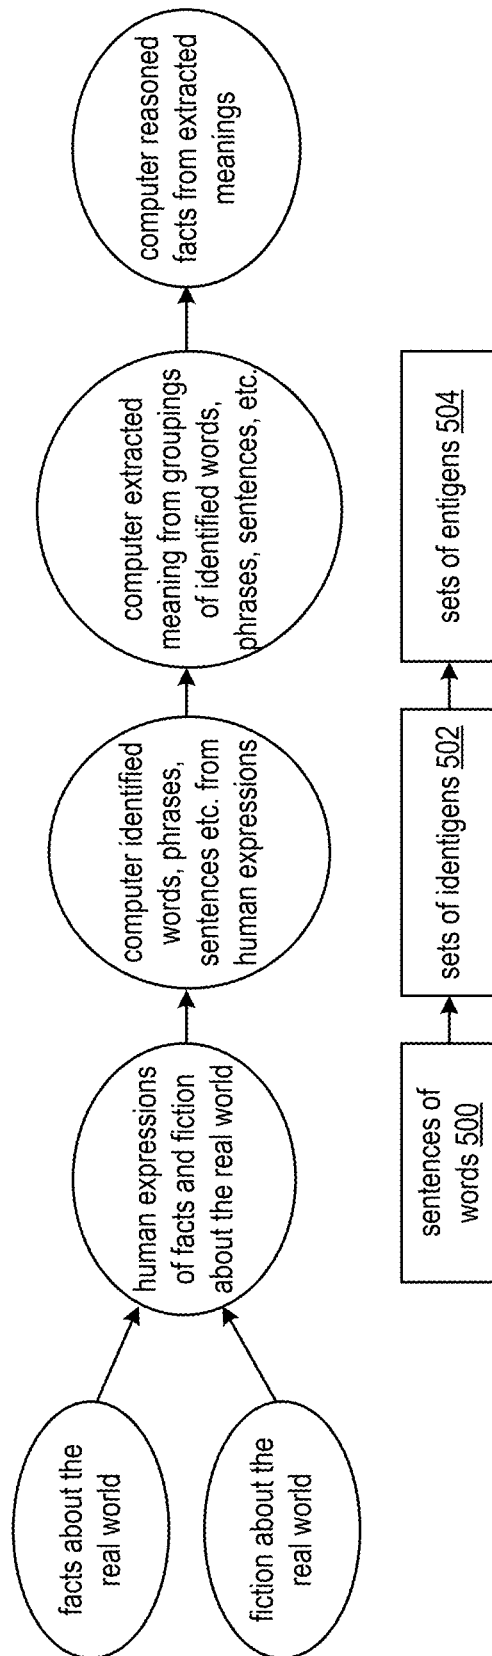 facts about the
real world
fiction about the
real world
human expressions
of facts and fiction
about the real world
computer identified
words, phrases,
sentences etc. from
human expressions
computer extracted
meaning from groupings
of identified words,
phrases, sentences, etc.
computer reasoned
facts from extracted
meanings
sentences of
words 500
sets of identigens 502
sets of entigens 504